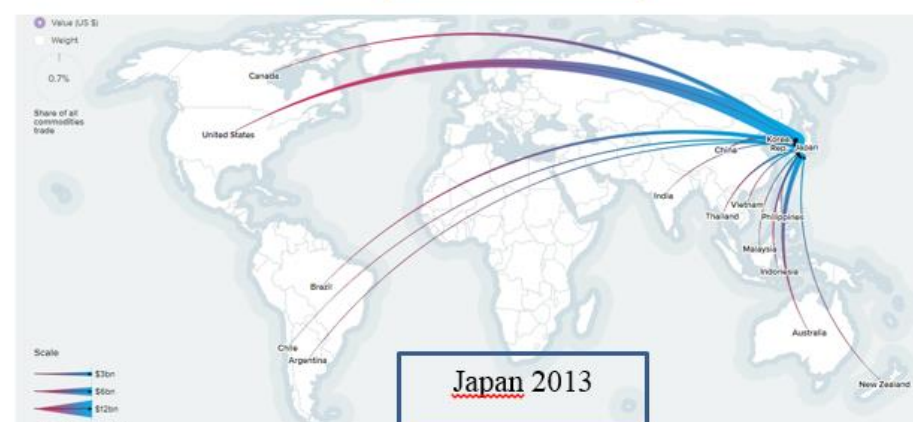 Value (US $)
Weight
0.7%
Share of all
commodities
trade
Canada
United States
Korea,
Rep.
Japan
China
India
Vietnam
Thailand
Philippines
Malaysia
Indonesia
Brazil
Chile
Argentina
Australia
New Zealand
Scale
$3bn
$6bn
$12bn
Japan 2013